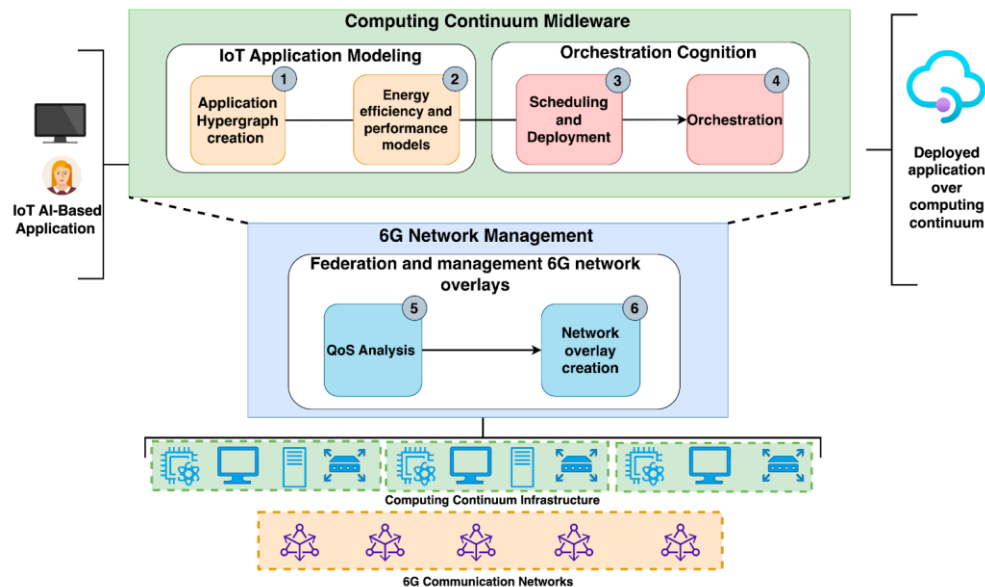 Computing Continuum Midleware
IoT Application Modeling
Orchestration Cognition
1
Application
Hypergraph
creation
2
Energy
efficiency and
performance
models
3
Scheduling
and
Deployment
4
Orchestration
IoT AI-Based
Application
Deployed
application
over
computing
continuum
6G Network Management
Federation and management 6G network
overlays
5
QoS Analysis
6
Network
overlay
creation
Computing Continuum Infrastructure
6G Communication Networks